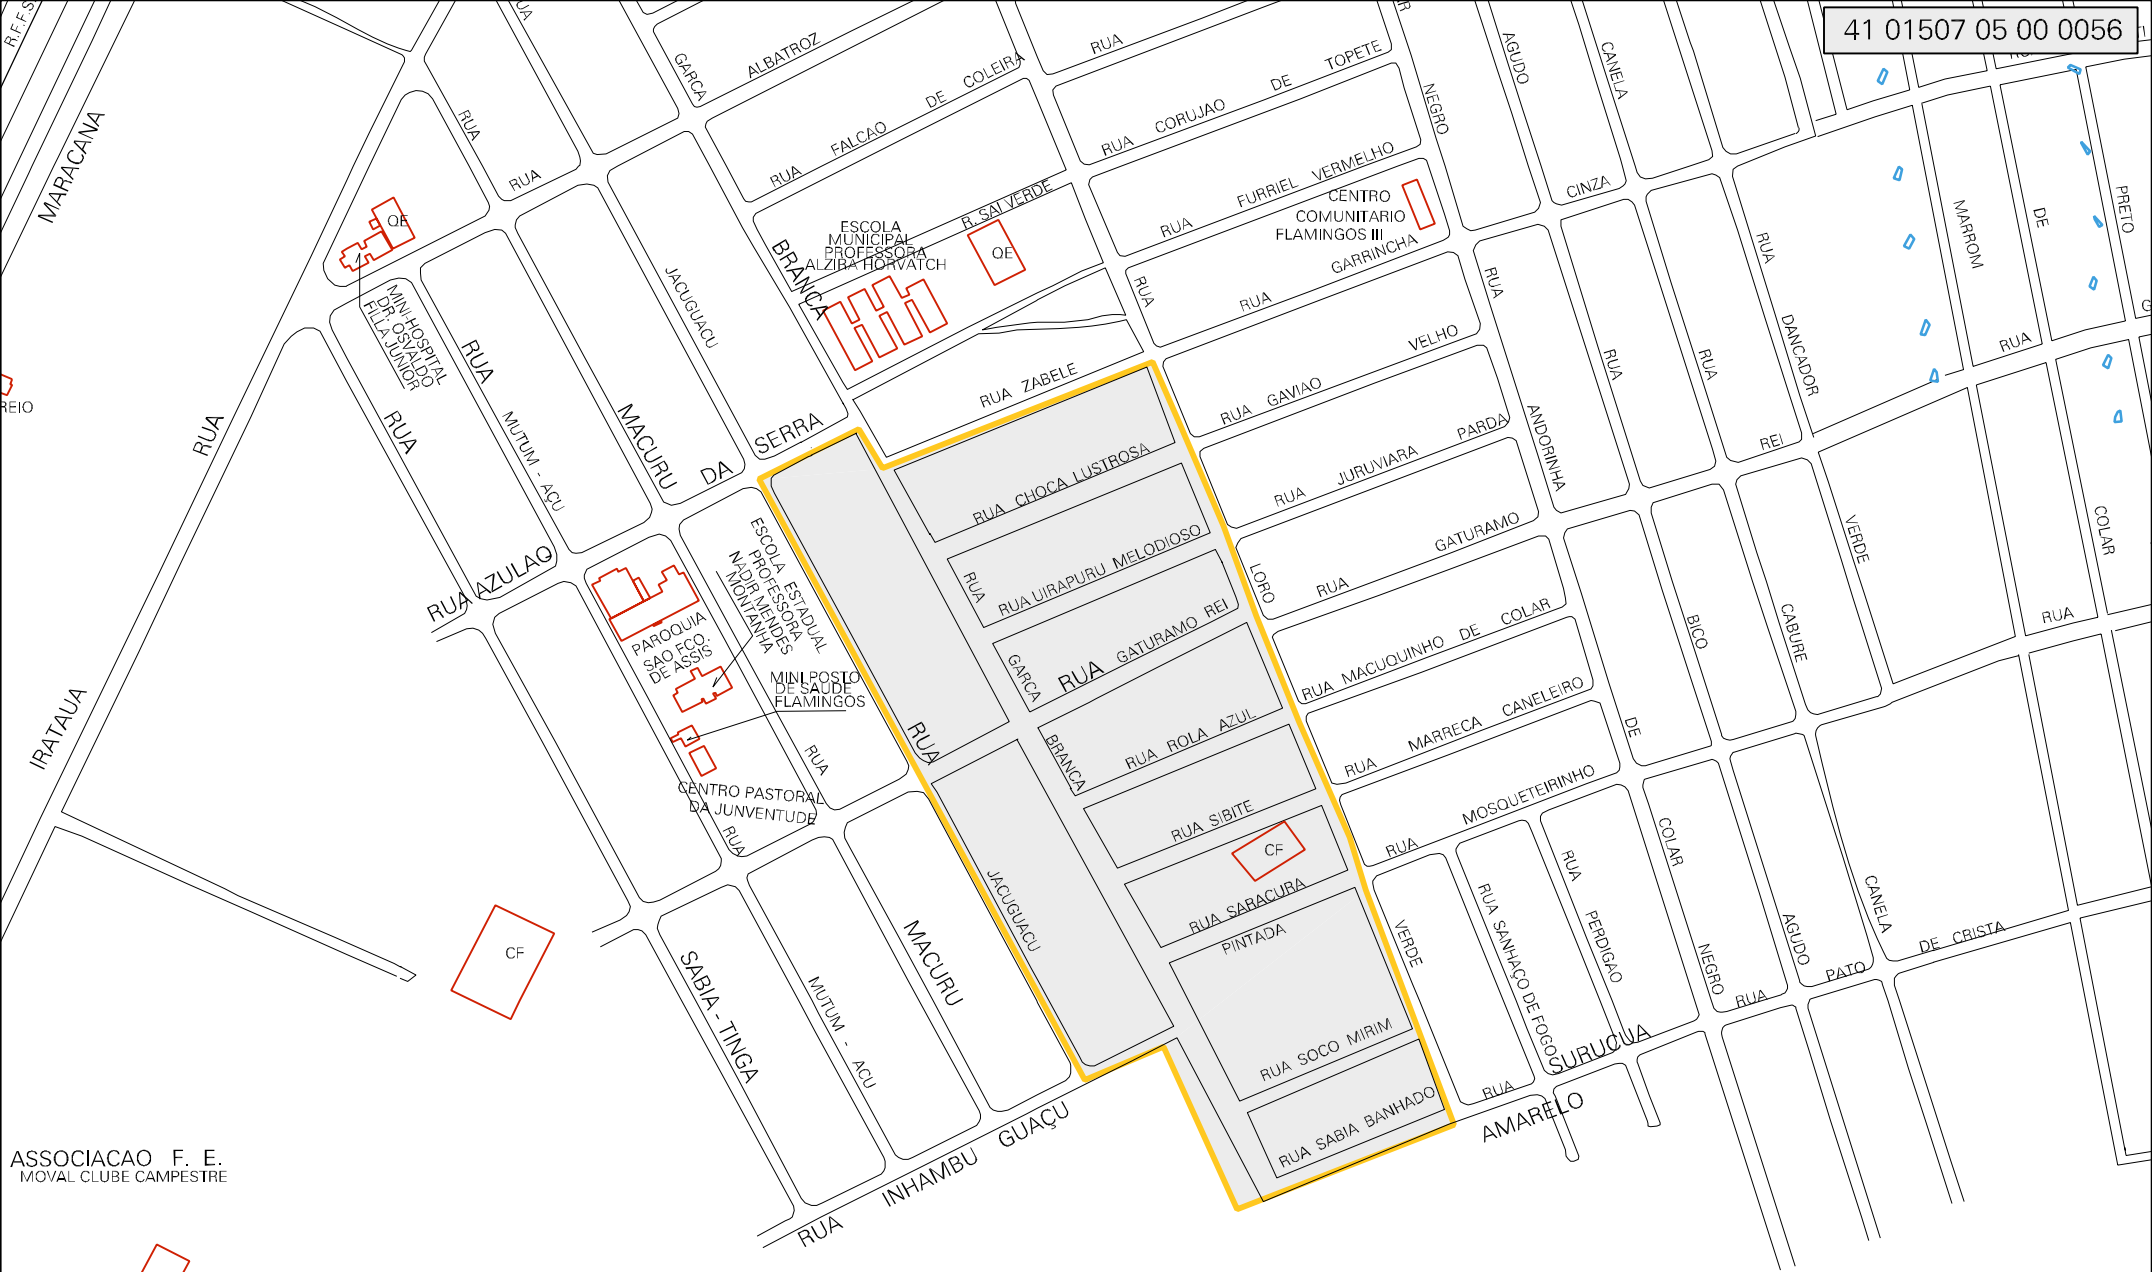 41 01507 05 00 0056
R.F.F.S.
MARACANA
RUA
IRATAUA
GARCA
BRANCA
ALBATROZ
RUA FALCAO DE COLEIRA
R. SAI VERDE
RUA
RUA CORUJAO DE TOPETE
RUA FURRIEL VERMELHO
CENTRO
COMUNITARIO
FLAMINGOS III
RUA GARRINCHA
ESCOLA
MUNICIPAL
PROFESSORA
ALZIRA HORVATCH
QE
QE
MINI-HOSPITAL
DR. OSVALDO
FILLA JUNIOR
RUA
RUA
RUA
MUTUM - AÇU
RUA
MACURU
JACUGUACU
RUA
DA
SERRA
RUA AZULAO
REIO
RUA ZABELE
RUA GAVIAO VELHO
RUA JURUVIARA PARDA
RUA GATURAMO
RUA MACUQUINHO DE COLAR
RUA MARRECA CANELEIRO
RUA MOSQUETEIRINHO
RUA CHOCA LUSTROSA
RUA UIRAPURU MELODIOSO
RUA GATURAMO REI
RUA ROLA AZUL
RUA SIBITE
CF
RUA SARACURA
PINTADA
RUA SOCO MIRIM
RUA SABIA BANHADO
RUA
GARCA
BRANCA
RUA
JACUGUACU
RUA
LORO
VERDE
ESCOLA ESTADUAL
PROFESSORA
NADIR MENDES
MONTANHA
PAROQUIA
SAO FCO.
DE ASSIS
MINI POSTO
DE SAUDE
FLAMINGOS
CENTRO PASTORAL
DA JUNVENTUDE
RUA
RUA
CF
SABIA - TINGA
MUTUM - ACU
MACURU
RUA
INHAMBU
GUAÇU
RUA
AMARELO
SURUCUA
RUA SANHAÇO DE FOGO
RUA
PERDIGAO
NEGRO
RUA
ANDORINHA
DE
COLAR
NEGRO
AGUDO
RUA
BICO
AGUDO
CANELA
RUA
CABURE
CANELA
CINZA
REI
RUA
DANCADOR
VERDE
MARROM
DE
PRETO
RUA
COLAR
RUA
RUA
PATO
DE CRISTA
ASSOCIACAO F. E.
MOVAL CLUBE CAMPESTRE